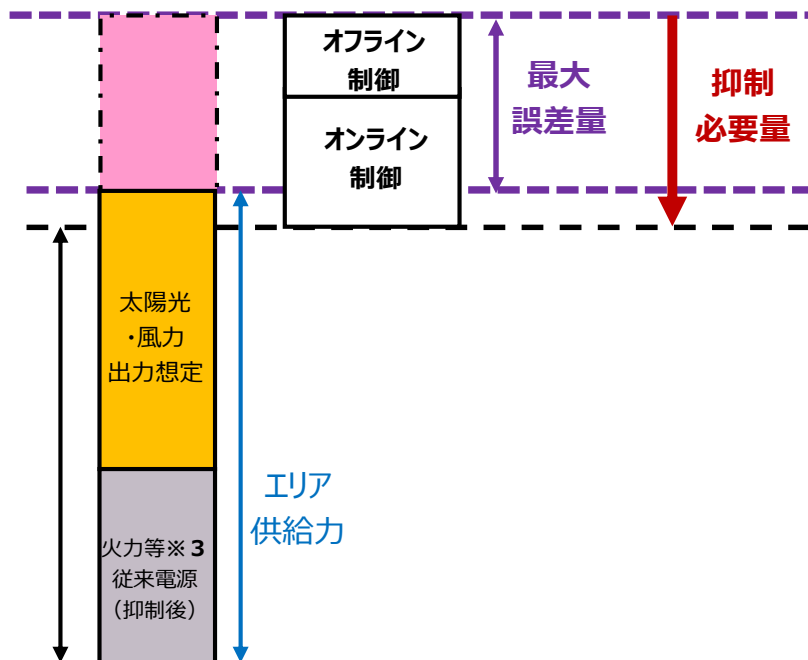 オフライン
制御
オンライン
制御
最大
誤差量
抑制
必要量
太陽光
・風力
出力想定
エリア
供給力
火力等※３
従来電源
（抑制後）